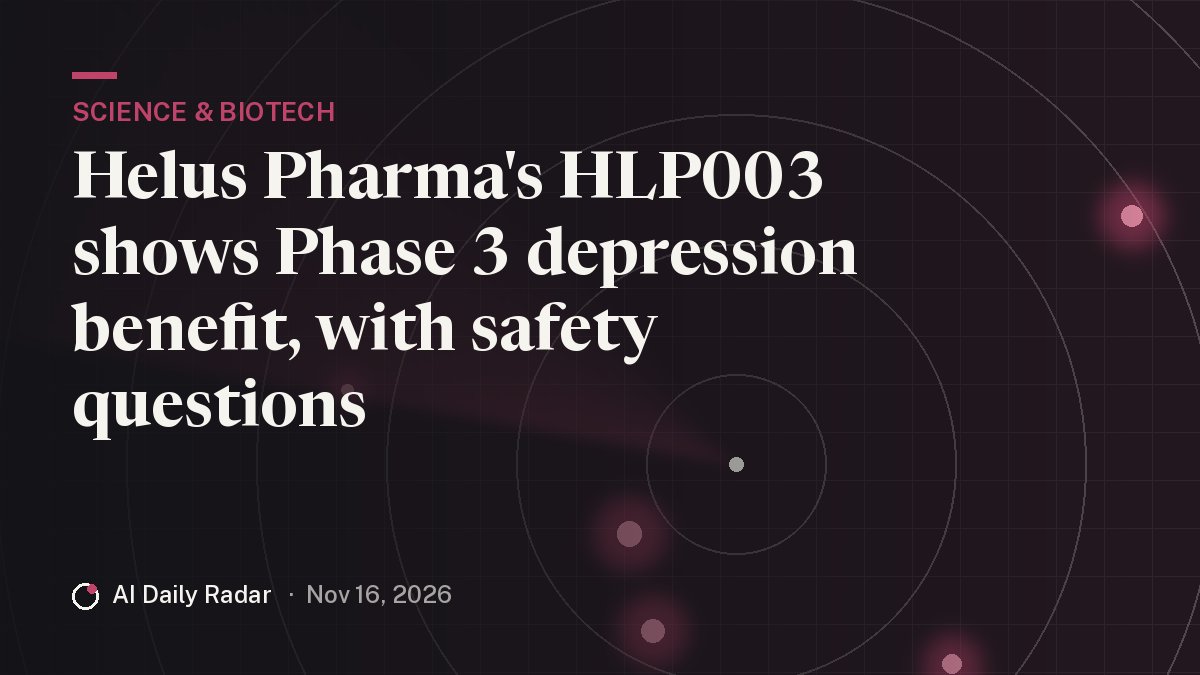 SCIENCE & BIOTECH
Helus Pharma's HLP003
shows Phase 3 depression
benefit, with safety
questions
AI Daily Radar · Nov 16, 2026